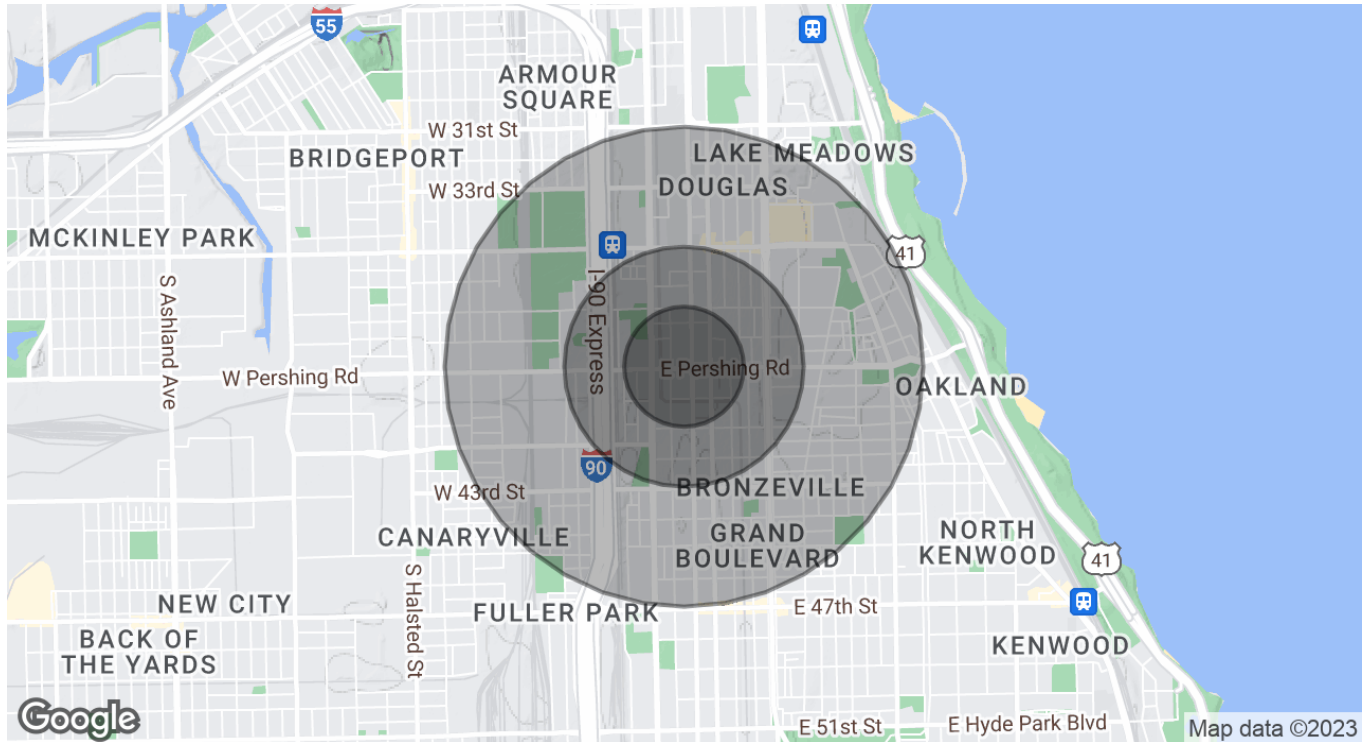 55
ARMOUR
SQUARE
W 31st St
BRIDGEPORT
LAKE MEADOWS
DOUGLAS
W 33rd St
MCKINLEY PARK
41
S Ashland Ave
I-90 Express
W Pershing Rd
E Pershing Rd
OAKLAND
90
W 43rd St
BRONZEVILLE
CANARYVILLE
GRAND
BOULEVARD
NORTH
KENWOOD
41
S Halsted St
NEW CITY
FULLER PARK
E 47th St
BACK OF
THE YARDS
KENWOOD
Google
E 51st St
E Hyde Park Blvd
Map data ©2023